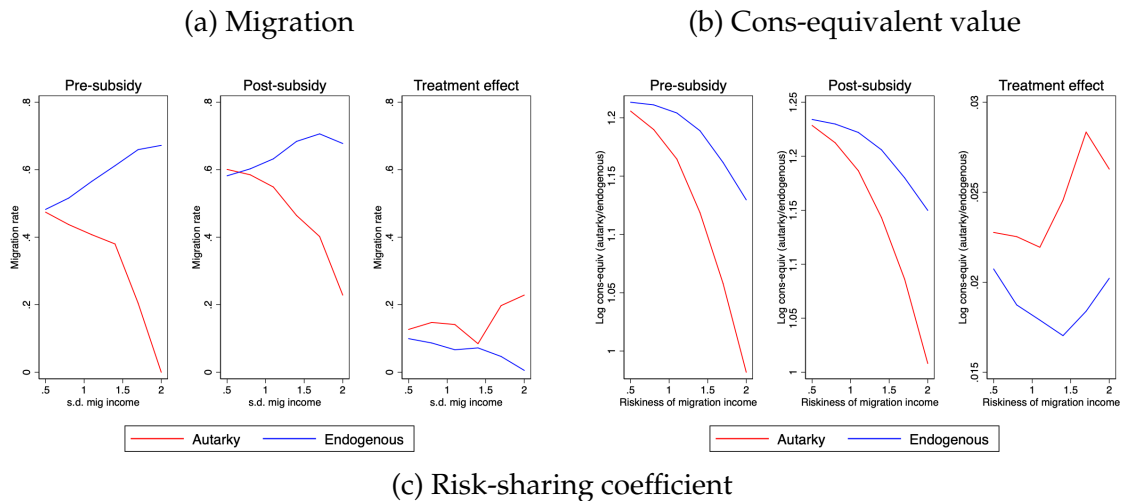 (a) Migration
Pre-subsidy
Post-subsidy
Treatment effect
Migration rate
.8
.6
.4
.2
0
.5 1 1.5 2
s.d. mig income
Migration rate
.8
.6
.4
.2
0
.5 1 1.5 2
s.d. mig income
Migration rate
.8
.6
.4
.2
0
.5 1 1.5 2
s.d. mig income
Autarky Endogenous
(b) Cons-equivalent value
Pre-subsidy
Post-subsidy
Treatment effect
Log cons-equiv (autarky/endogenous)
1.2
1.15
1.1
1.05
1
.5 1 1.5 2
Riskiness of migration income
Log cons-equiv (autarky/endogenous)
1.25
1.2
1.15
1.1
1.05
1
.5 1 1.5 2
Riskiness of migration income
Log cons-equiv (autarky/endogenous)
.03
.025
.02
.015
.5 1 1.5 2
Riskiness of migration income
Autarky Endogenous
(c) Risk-sharing coefficient